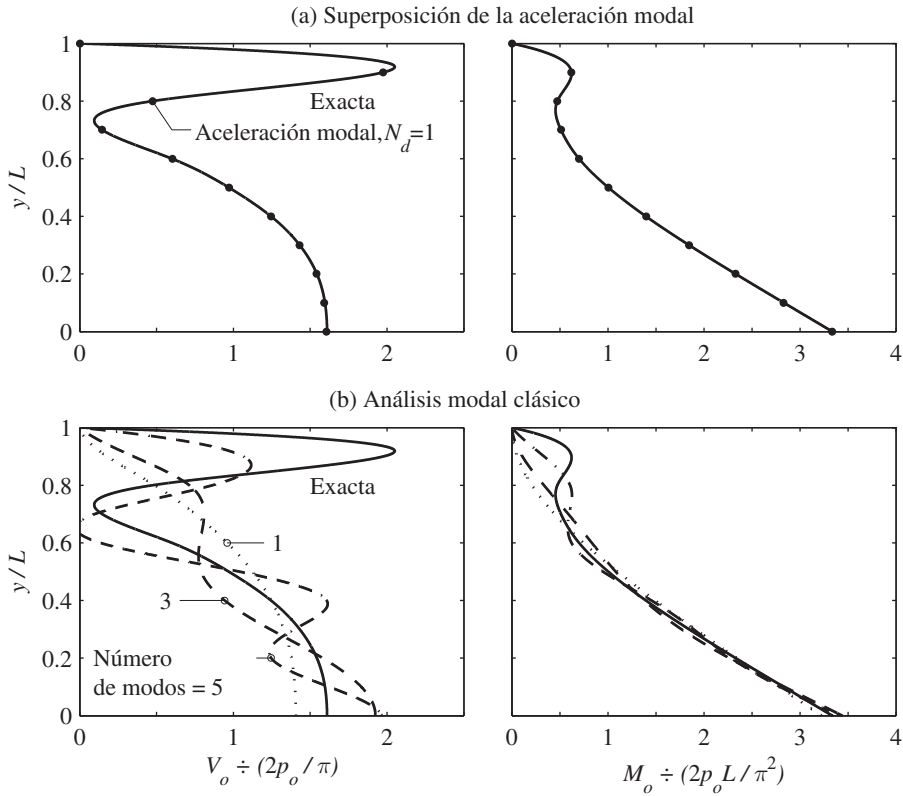 (a) Superposición de la aceleración modal
1
0.8
0.6
0.4
0.2
0
y / L
Exacta
Aceleración modal, N_d=1
0 1 2
0 1 2 3 4
(b) Análisis modal clásico
1
0.8
0.6
0.4
0.2
0
y / L
Exacta
1
3
Número
de modos = 5
0 1 2
V_o ÷ (2p_o / π)
0 1 2 3 4
M_o ÷ (2p_o L / π²)